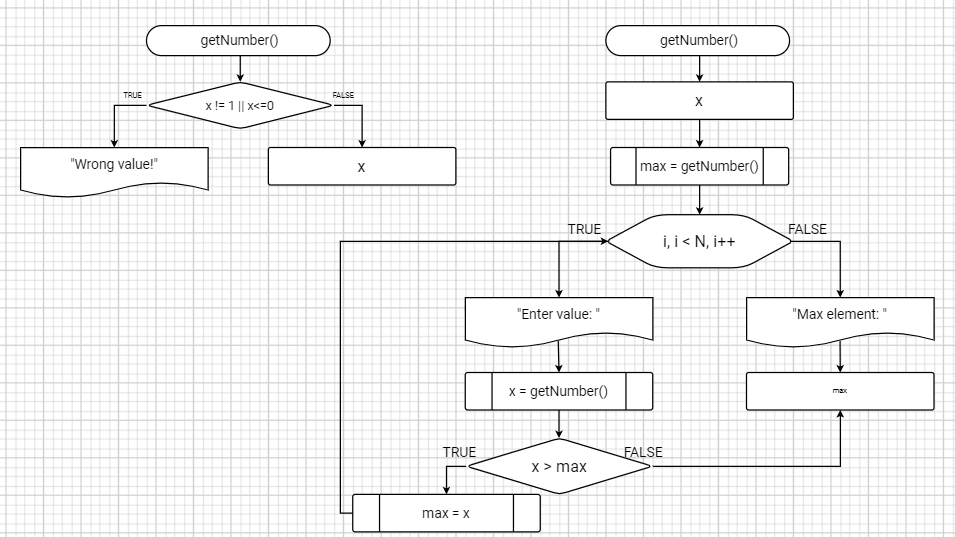 getNumber()
TRUE
x != 1 || x<=0
FALSE
"Wrong value!"
x
getNumber()
x
max = getNumber()
TRUE
i, i < N, i++
FALSE
"Enter value: "
"Max element: "
x = getNumber()
max
TRUE
x > max
FALSE
max = x